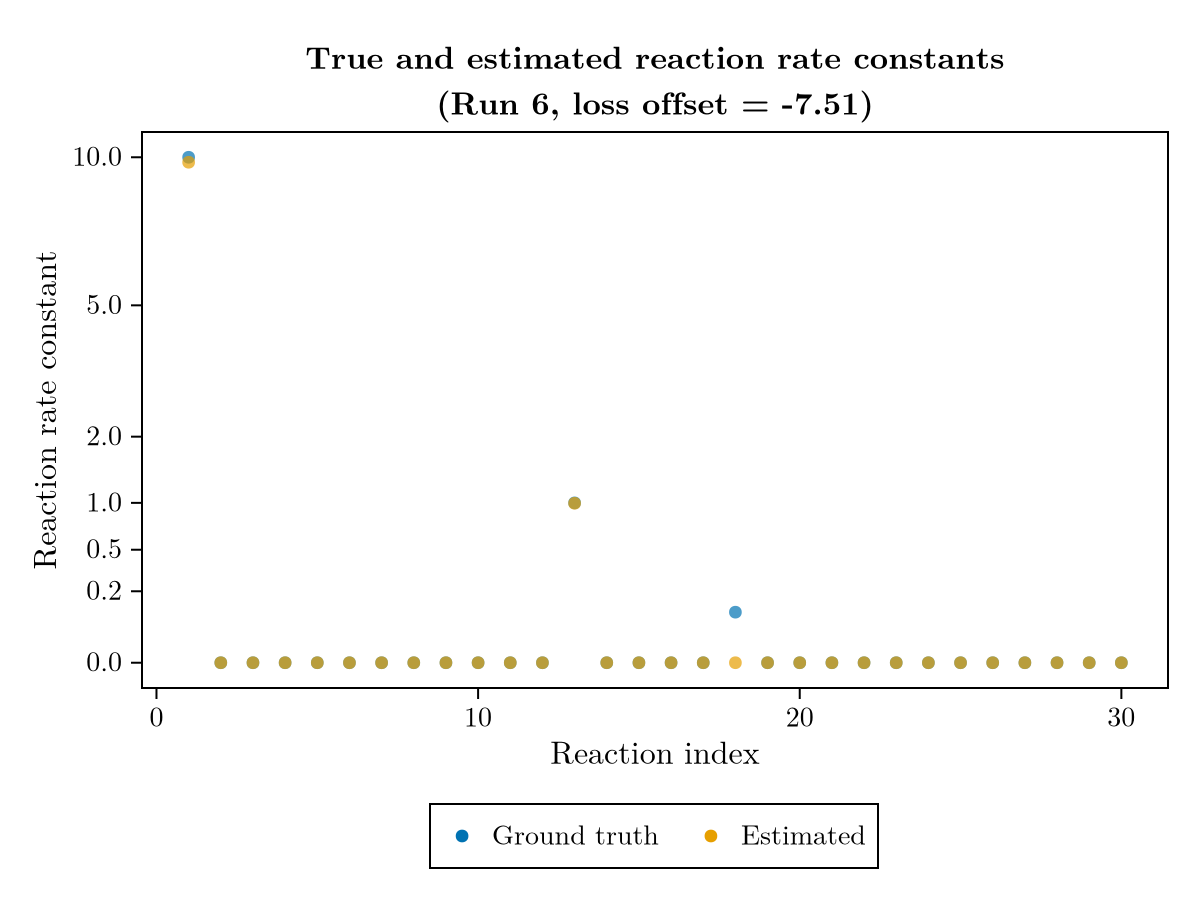 True and estimated reaction rate constants
(Run 6, loss offset = -7.51)
Reaction rate constant
10.0
5.0
2.0
1.0
0.5
0.2
0.0
0 10 20 30
Reaction index
Ground truth Estimated